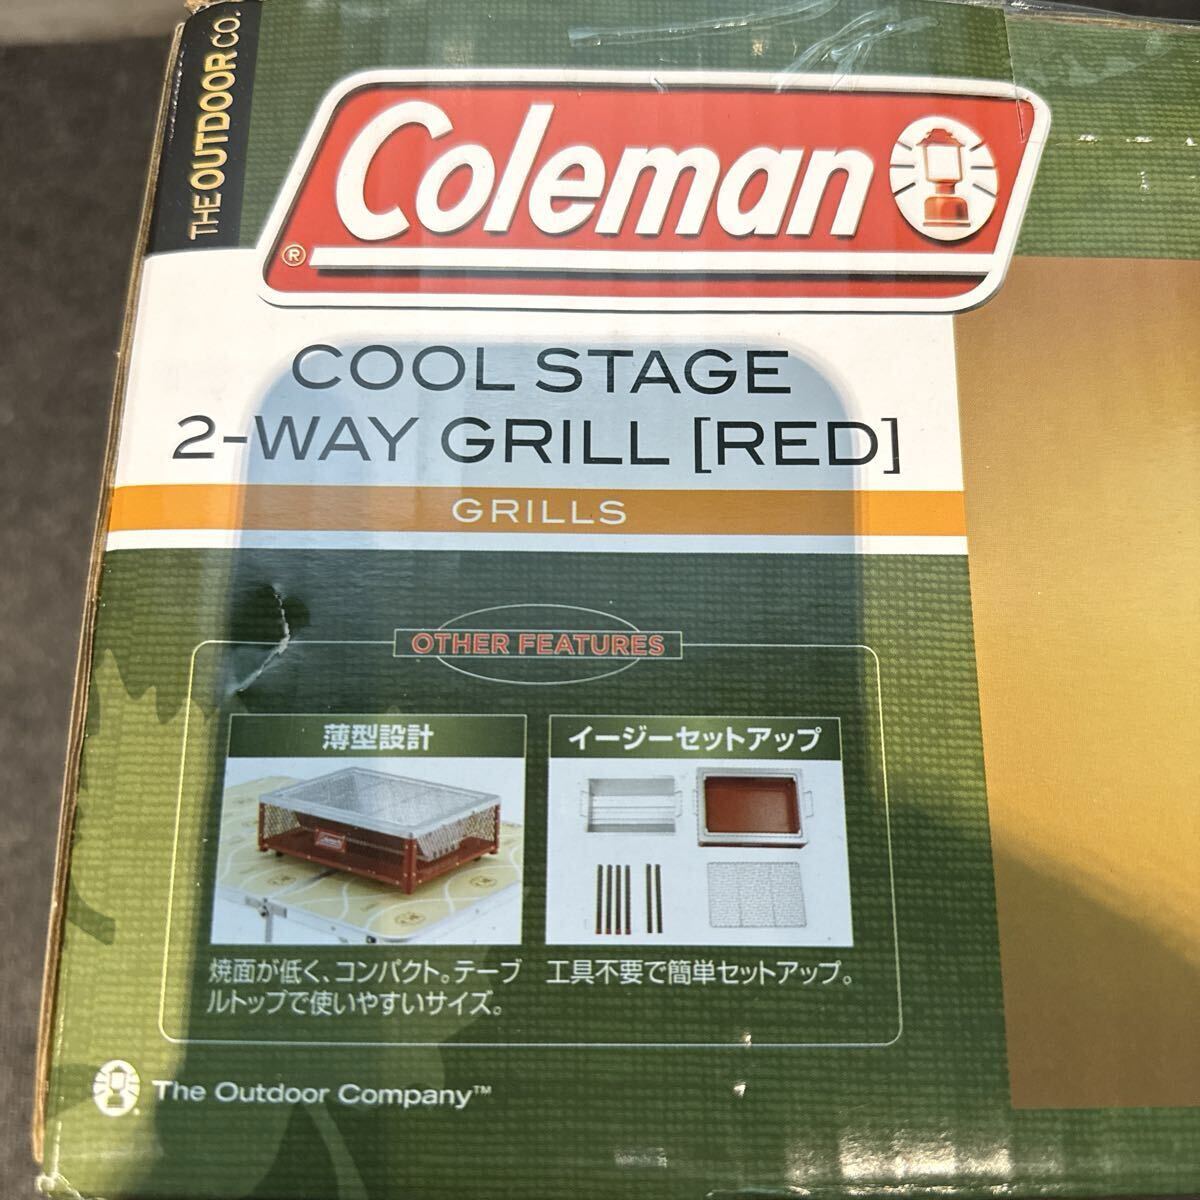 THE OUTDOOR CO.
Coleman
®
COOL STAGE
2-WAY GRILL [RED]
GRILLS
OTHER FEATURES
薄型設計
イージーセットアップ
Coleman
焼面が低く、コンパクト。テーブ
ルトップで使いやすいサイズ。
工具不要で簡単セットアップ。
The Outdoor Company™